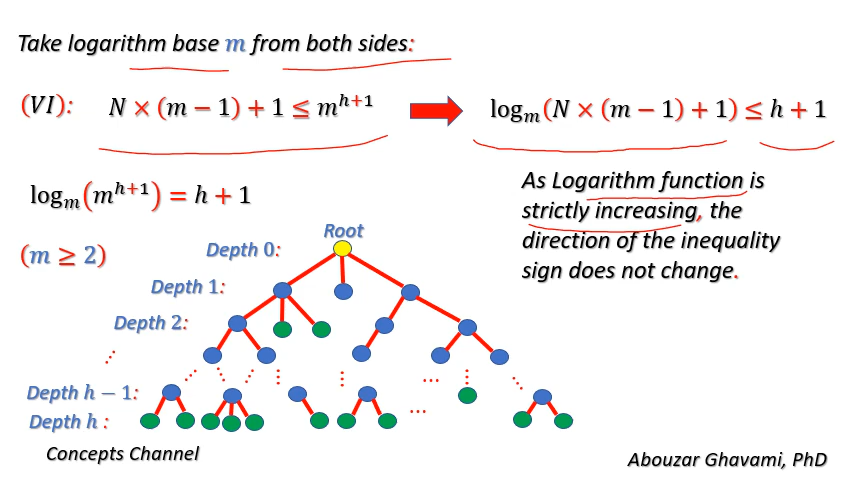 Take logarithm base m from both sides:
(VI): N × (m − 1) + 1 ≤ m^{h+1}
log_m(N × (m − 1) + 1) ≤ h + 1
log_m(m^{h+1}) = h + 1
(m ≥ 2)
As Logarithm function is
strictly increasing, the
direction of the inequality
sign does not change.
Root
Depth 0:
Depth 1:
Depth 2:
Depth h − 1:
Depth h :
Concepts Channel
Abouzar Ghavami, PhD